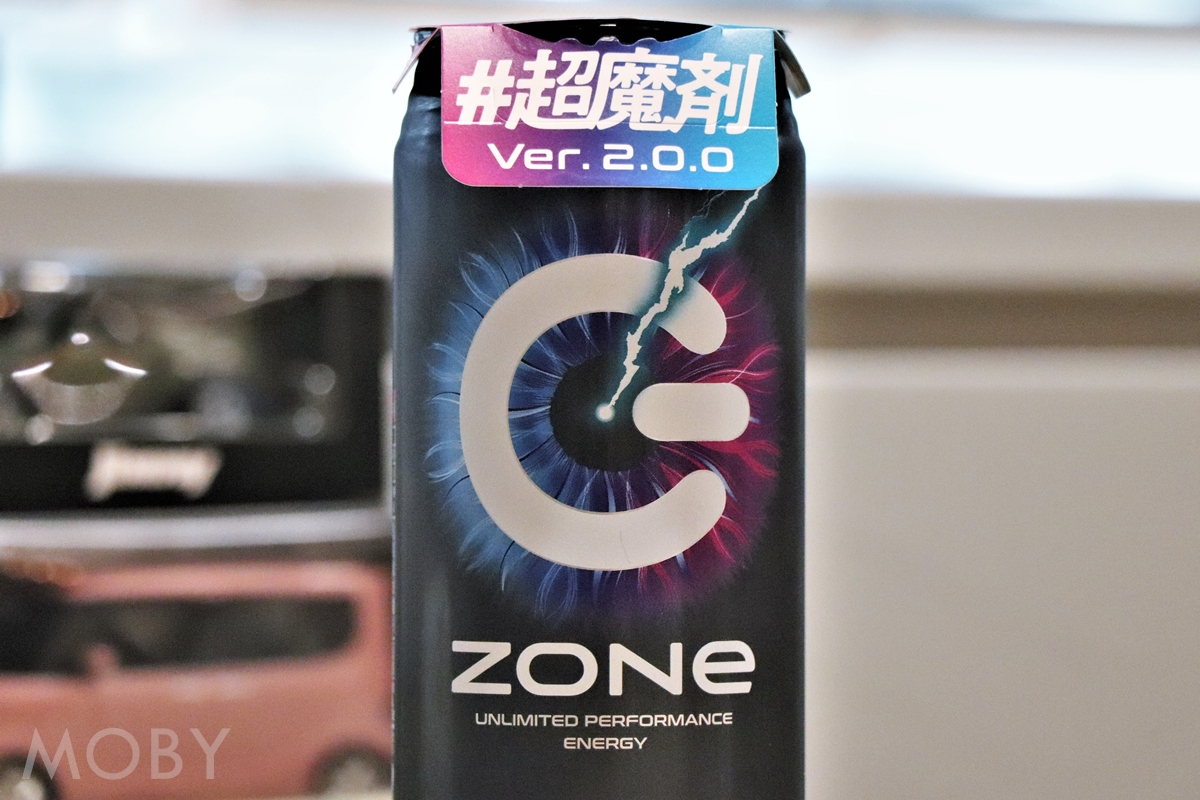 #超魔剤
Ver. 2.0.0
ZONe
UNLIMITED PERFORMANCE
ENERGY
MOBY